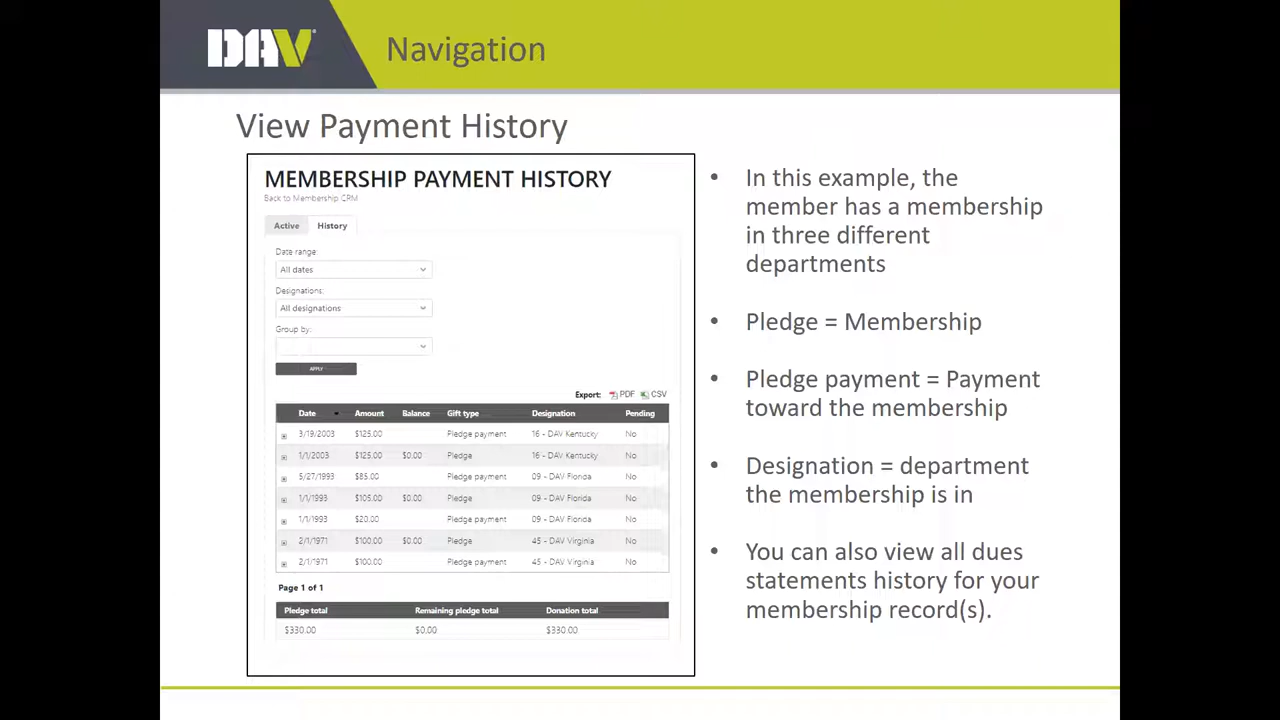 DAV
Navigation
View Payment History
MEMBERSHIP PAYMENT HISTORY
Back to Membership CRM
Active History
Date range:
All dates
Designations:
All designations
Group by:
APPLY
Export: PDF CSV
Date Amount Balance Gift type Designation Pending
3/19/2003 $125.00 Pledge payment 16 - DAV Kentucky No
1/1/2003 $125.00 $0.00 Pledge 16 - DAV Kentucky No
5/27/1993 $85.00 Pledge payment 09 - DAV Florida No
1/1/1993 $105.00 $0.00 Pledge 09 - DAV Florida No
1/1/1993 $20.00 Pledge payment 09 - DAV Florida No
2/1/1971 $100.00 $0.00 Pledge 45 - DAV Virginia No
2/1/1971 $100.00 Pledge payment 45 - DAV Virginia No
Page 1 of 1
Pledge total Remaining pledge total Donation total
$330.00 $0.00 $330.00
• In this example, the
member has a membership
in three different
departments
• Pledge = Membership
• Pledge payment = Payment
toward the membership
• Designation = department
the membership is in
• You can also view all dues
statements history for your
membership record(s).